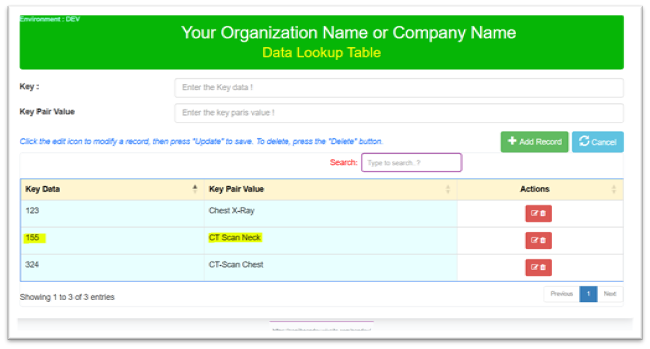 Environment : DEV
Your Organization Name or Company Name
Data Lookup Table
Key :
Enter the Key data !
Key Pair Value
Enter the key paris value !
Click the edit icon to modify a record, then press "Update" to save. To delete, press the "Delete" button.
Add Record
Cancel
Search:
Type to search..?
Key Data
Key Pair Value
Actions
123
Chest X-Ray
155
CT Scan Neck
324
CT-Scan Chest
Showing 1 to 3 of 3 entries
Previous
1
Next